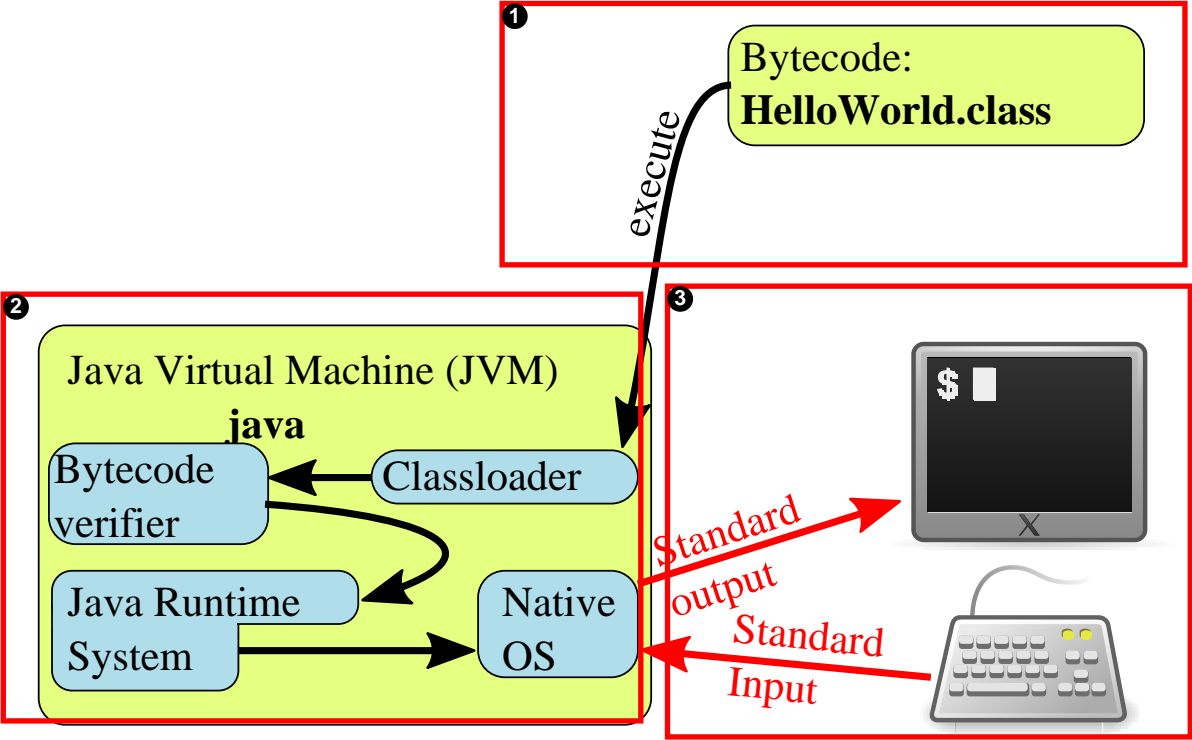 1
Bytecode:
HelloWorld.class
execute
2
Java Virtual Machine (JVM)
java
Bytecode
verifier
Classloader
Java Runtime
System
Native
OS
3
$
X
Standard
output
Standard
Input